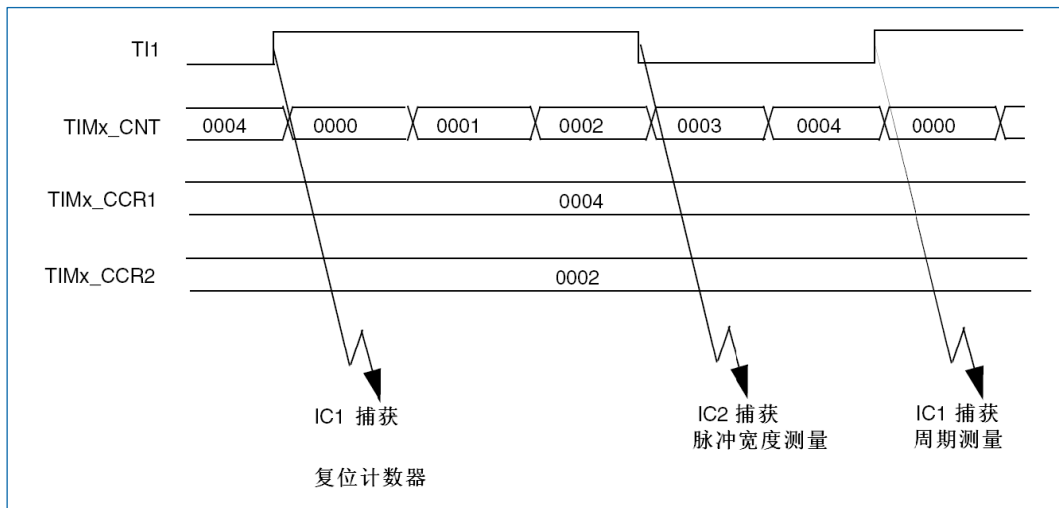 TI1
TIMx_CNT 0004 0000 0001 0002 0003 0004 0000
TIMx_CCR1 0004
TIMx_CCR2 0002
IC1 捕获
复位计数器
IC2 捕获
脉冲宽度测量
IC1 捕获
周期测量